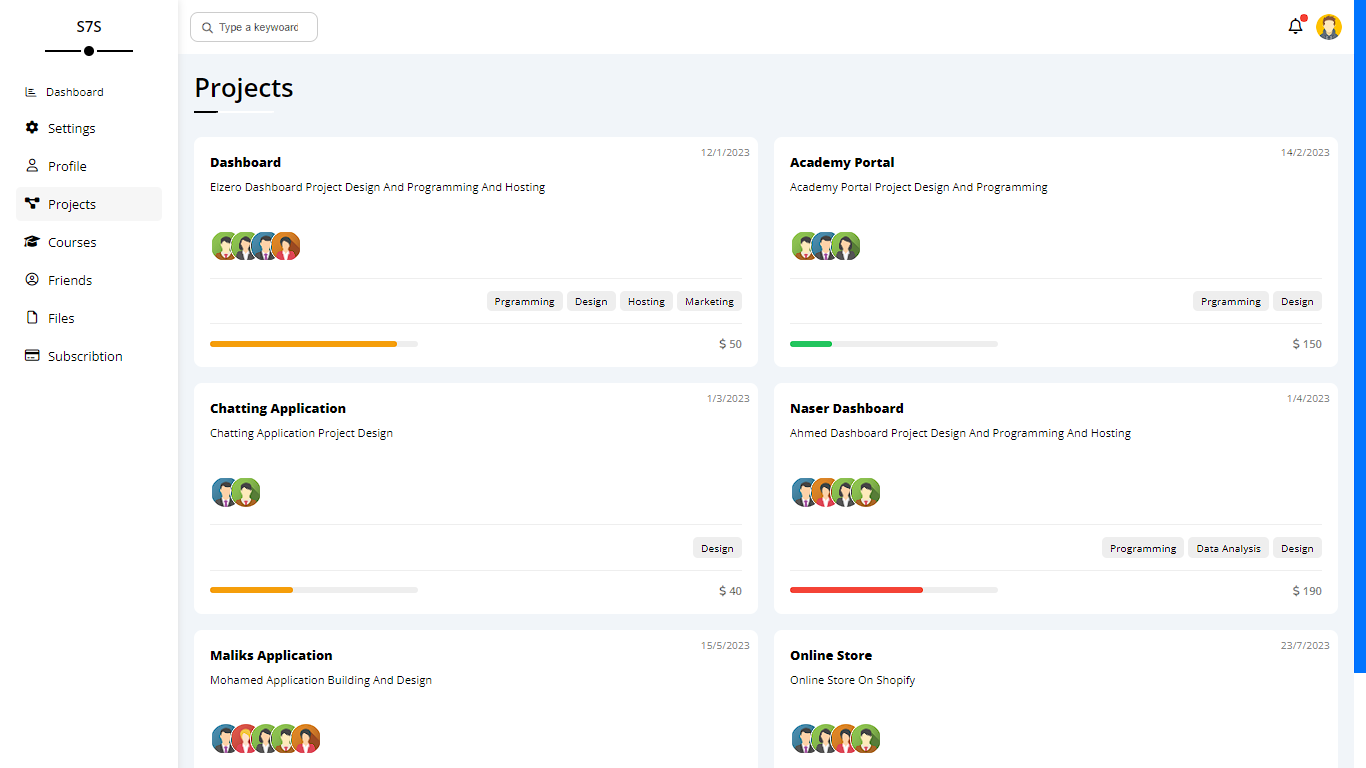 S7S
Type a keywoard
Dashboard
Settings
Profile
Projects
Courses
Friends
Files
Subscribtion
Projects
Dashboard
12/1/2023
Elzero Dashboard Project Design And Programming And Hosting
Prgramming Design Hosting Marketing
$ 50
Academy Portal
14/2/2023
Academy Portal Project Design And Programming
Prgramming Design
$ 150
Chatting Application
1/3/2023
Chatting Application Project Design
Design
$ 40
Naser Dashboard
1/4/2023
Ahmed Dashboard Project Design And Programming And Hosting
Programming Data Analysis Design
$ 190
Maliks Application
15/5/2023
Mohamed Application Building And Design
Online Store
23/7/2023
Online Store On Shopify